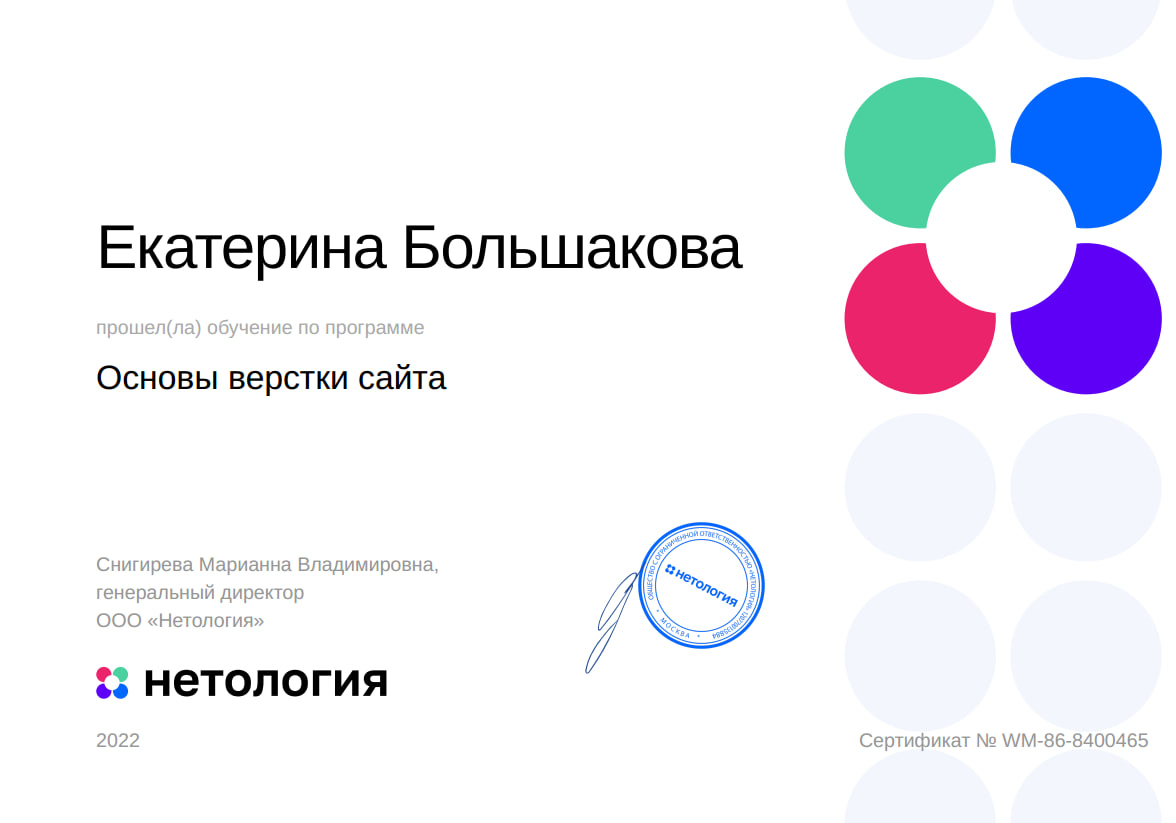 Екатерина Большакова
прошел(ла) обучение по программе
Основы верстки сайта
Снигирева Марианна Владимировна,
генеральный директор
ООО «Нетология»
ОБЩЕСТВО С ОГРАНИЧЕННОЙ ОТВЕТСТВЕННОСТЬЮ «НЕТОЛОГИЯ»
нетология
* МОСКВА *
нетология
2022
Сертификат № WM-86-8400465